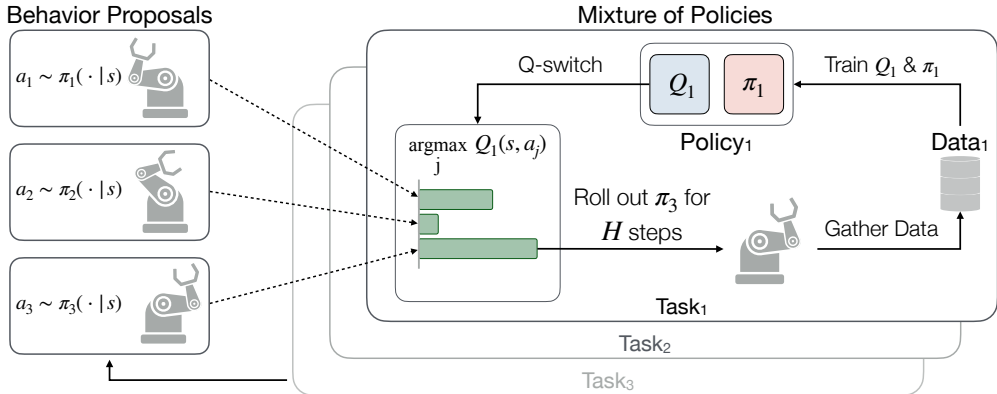 Behavior Proposals
a₁ ~ π₁( · | s)
a₂ ~ π₂( · | s)
a₃ ~ π₃( · | s)
Mixture of Policies
Q-switch
Q₁
π₁
Policy₁
Train Q₁ & π₁
Data₁
argmax Q₁(s, aⱼ)
j
Roll out π₃ for
H steps
Gather Data
Task₁
Task₂
Task₃